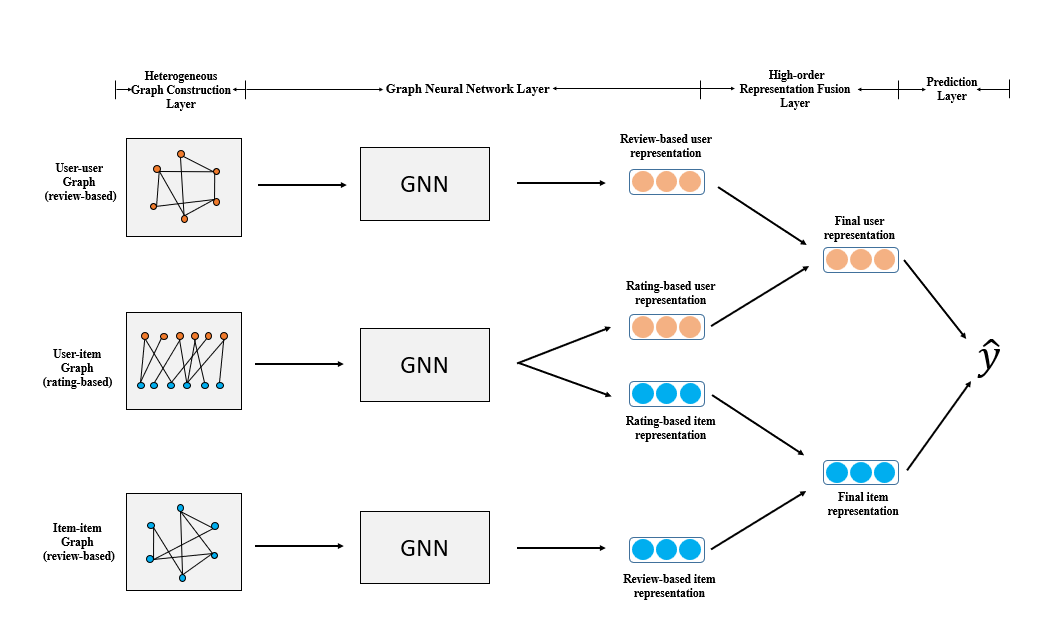 Heterogeneous
Graph Construction
Layer
Graph Neural Network Layer
High-order
Representation Fusion
Layer
Prediction
Layer
User-user
Graph
(review-based)
GNN
Review-based user
representation
Final user
representation
User-item
Graph
(rating-based)
GNN
Rating-based user
representation
Rating-based item
representation
ŷ
Item-item
Graph
(review-based)
GNN
Review-based item
representation
Final item
representation